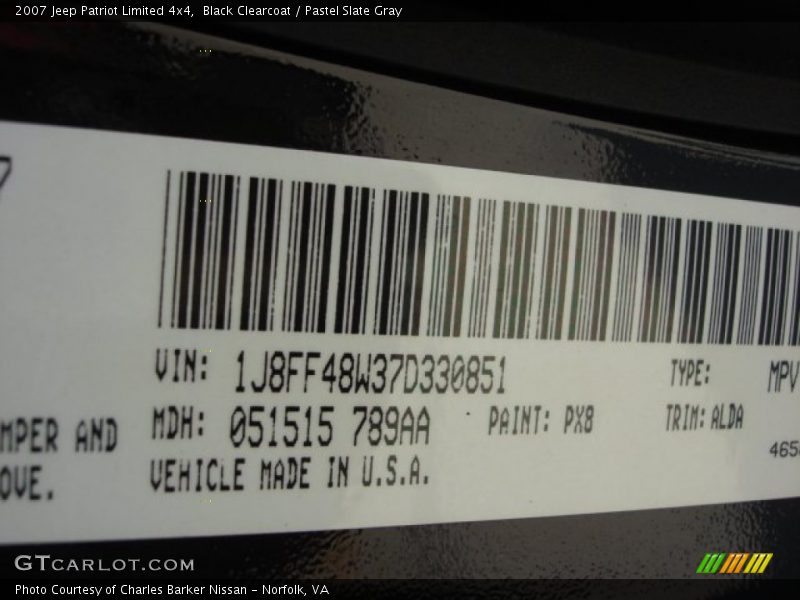 2007 Jeep Patriot Limited 4x4, Black Clearcoat / Pastel Slate Gray
7
VIN: 1J8FF48W37D330851 TYPE: MPV
MPER AND MDH: 051515 789AA PAINT: PX8 TRIM: ALDA
OVE. VEHICLE MADE IN U.S.A. 465
GTCARLOT.COM
Photo Courtesy of Charles Barker Nissan – Norfolk, VA